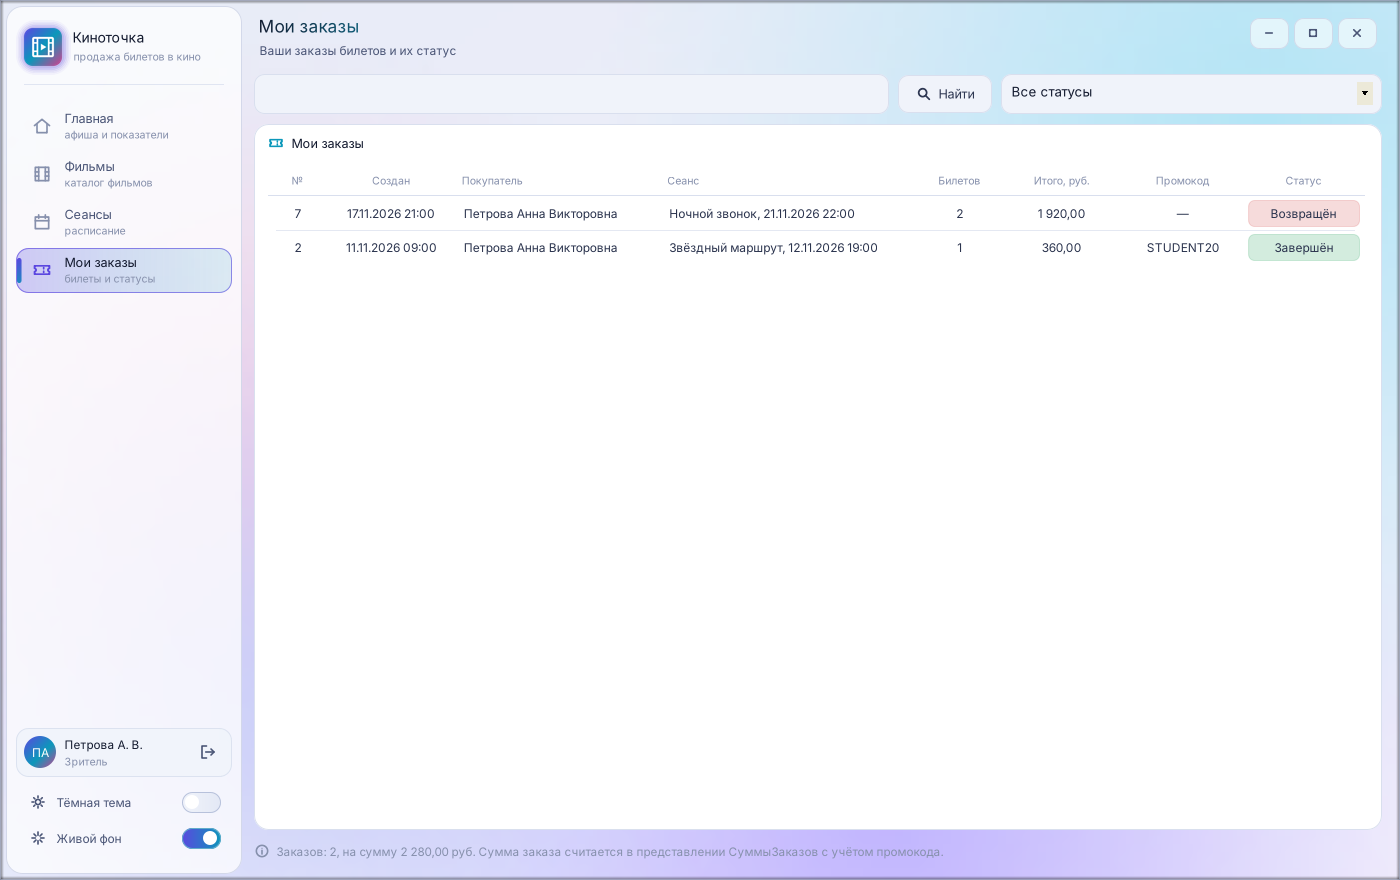 Киноточка
продажа билетов в кино
Главная
афиша и показатели
Фильмы
каталог фильмов
Сеансы
расписание
Мои заказы
билеты и статусы
ПА
Петрова А. В.
Зритель
Тёмная тема
Живой фон
Мои заказы
Ваши заказы билетов и их статус
Найти
Все статусы
Мои заказы
№ Создан Покупатель Сеанс Билетов Итого, руб. Промокод Статус
7 17.11.2026 21:00 Петрова Анна Викторовна Ночной звонок, 21.11.2026 22:00 2 1 920,00 — Возвращён
2 11.11.2026 09:00 Петрова Анна Викторовна Звёздный маршрут, 12.11.2026 19:00 1 360,00 STUDENT20 Завершён
Заказов: 2, на сумму 2 280,00 руб. Сумма заказа считается в представлении СуммыЗаказов с учётом промокода.